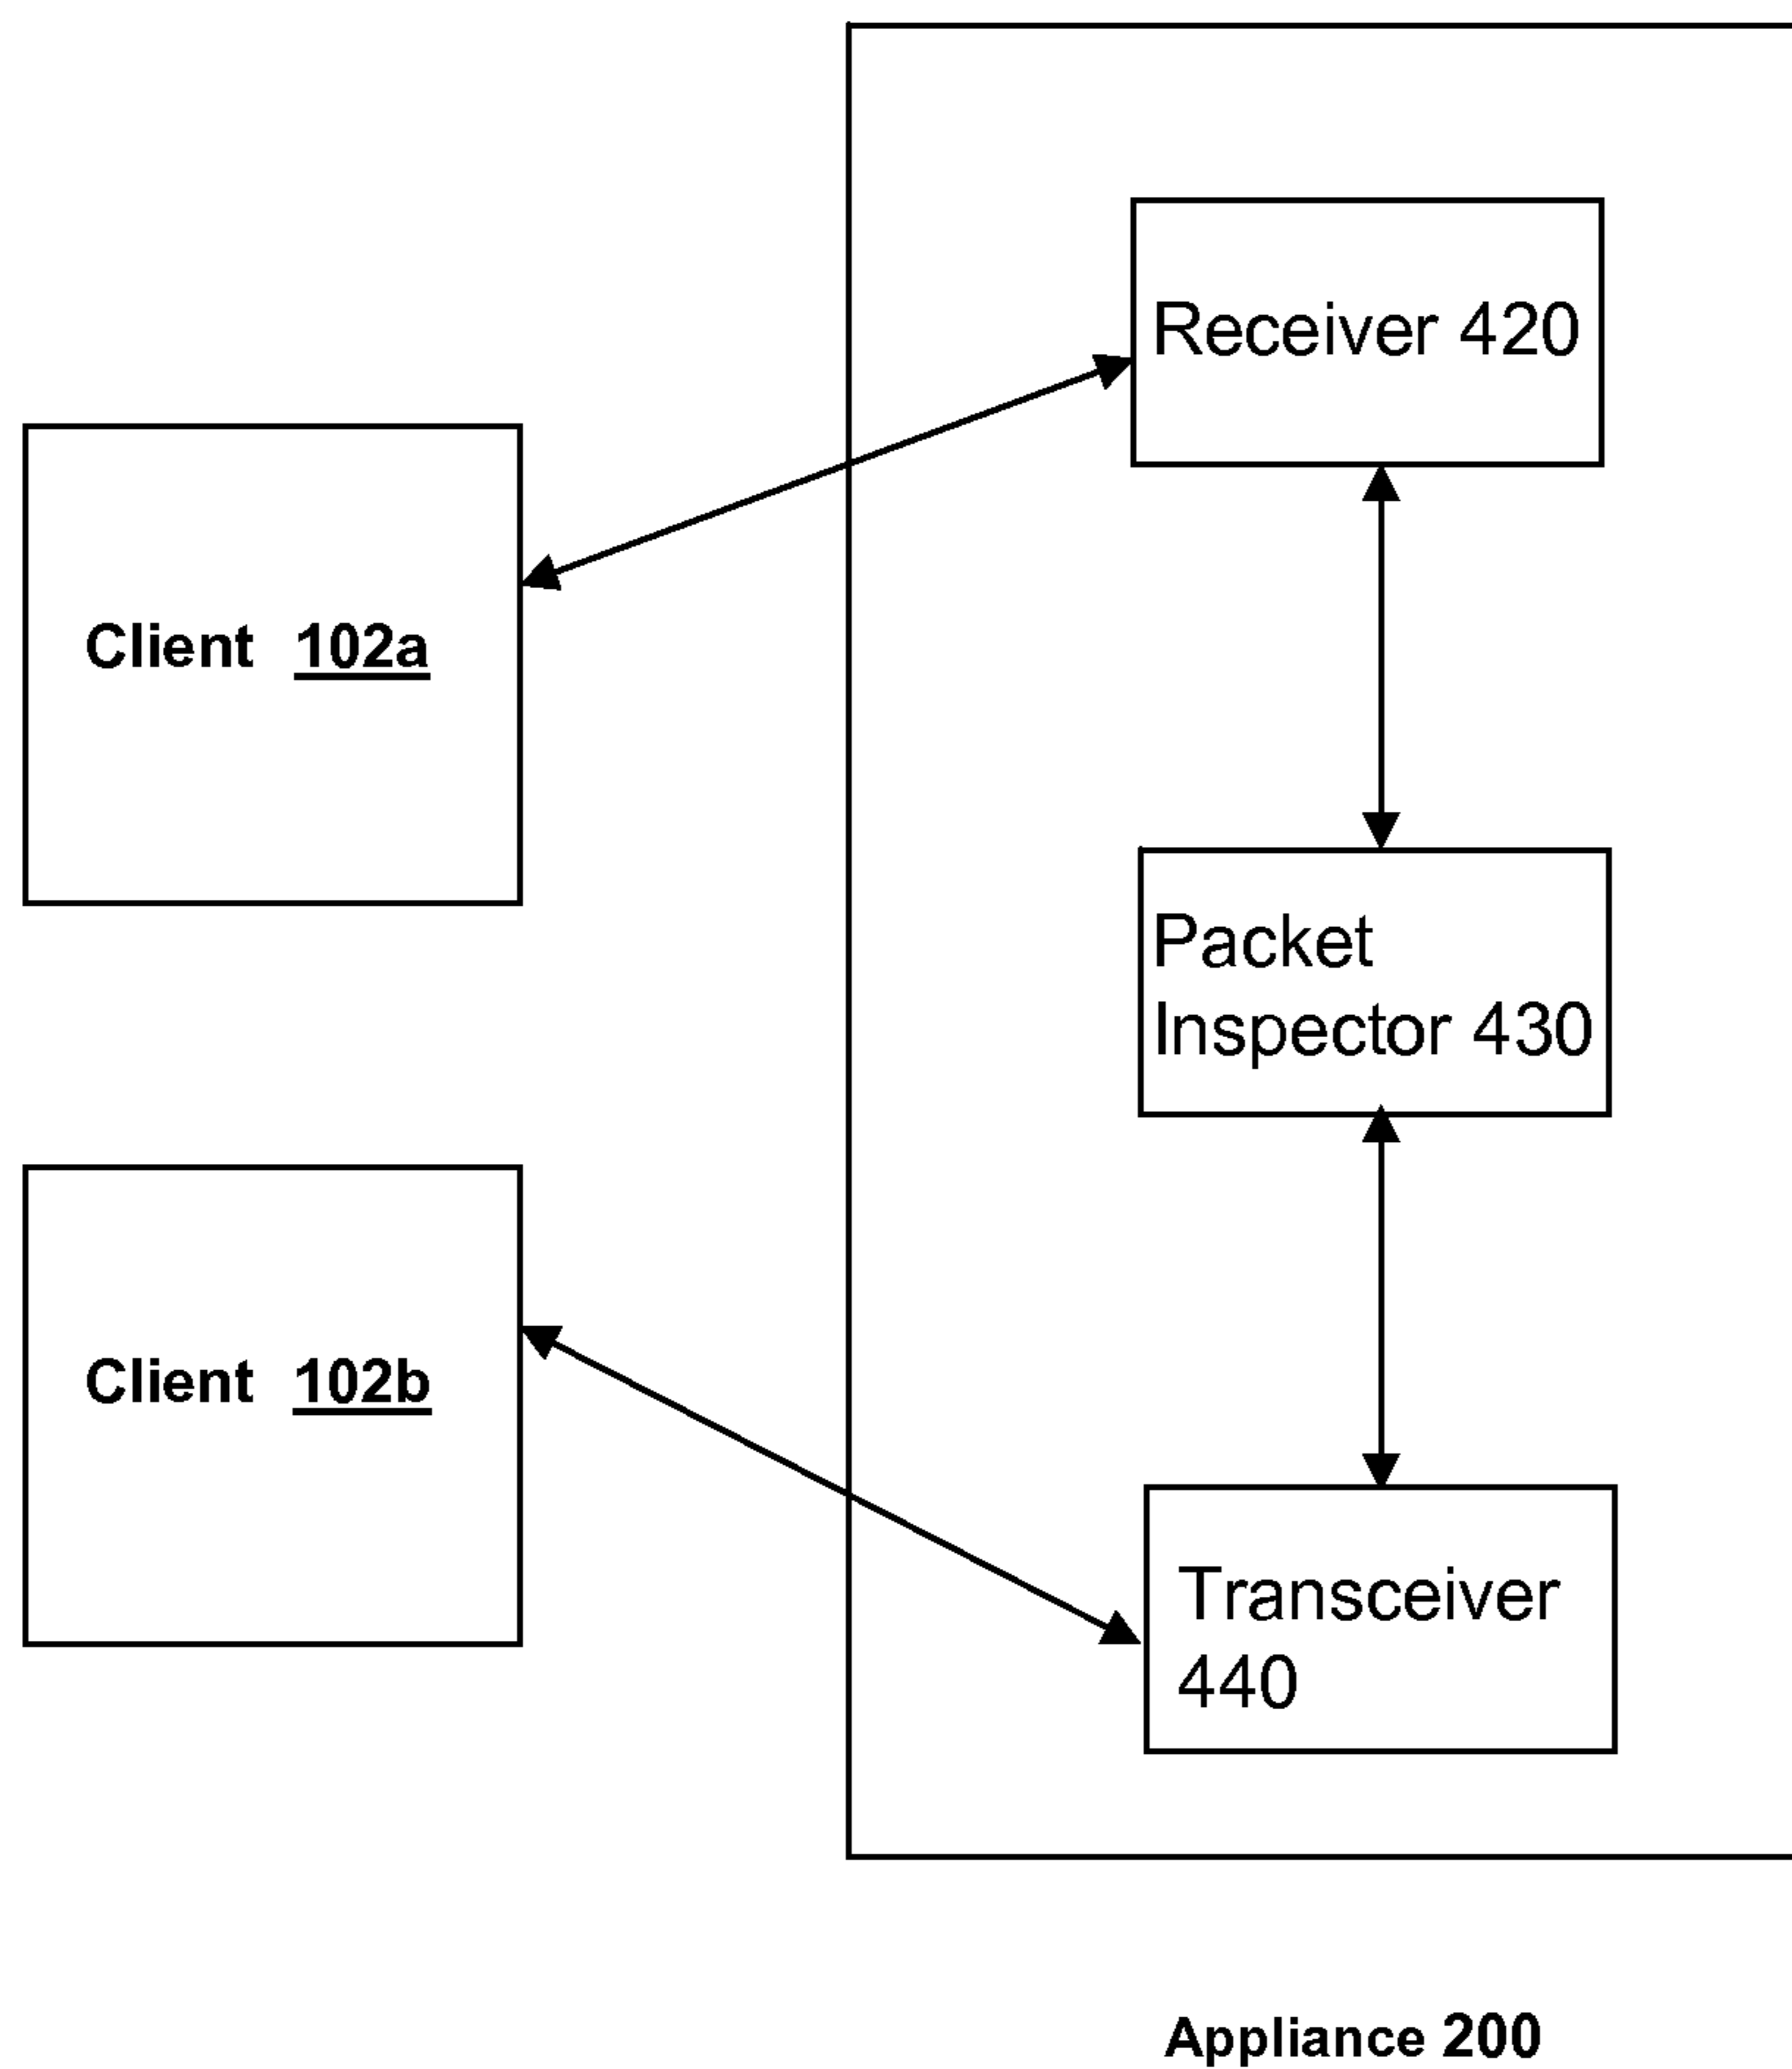 Receiver 420
Client 102a
Packet
Inspector 430
Client 102b
Transceiver
440
Appliance 200